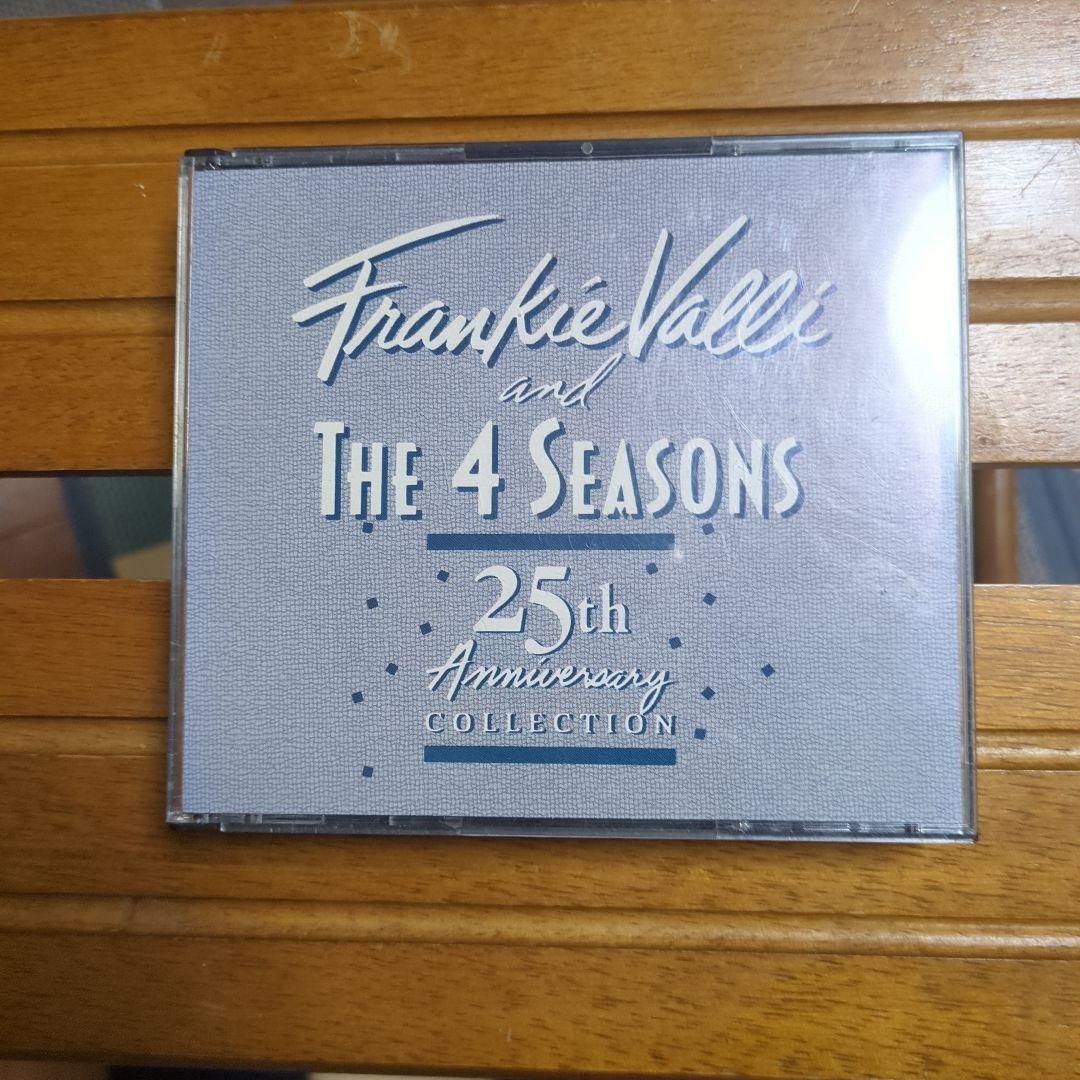 Frankie Valli
and
THE 4 SEASONS
25th
Anniversary
COLLECTION